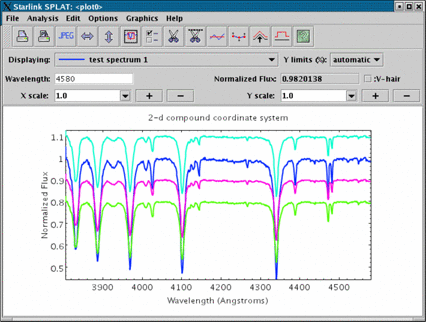 Starlink SPLAT: <plot0>
File Analysis Edit Options Graphics Help
JPEG
Displaying: test spectrum 1 Y limits (%): automatic
Wavelength: 4580 Normalized Flux: 0.9820138 :V-hair
X scale: 1.0 + - Y scale: 1.0 + -
2-d compound coordinate system
1.1
1
0.9
0.8
0.7
0.6
0.5
Normalized Flux
3900 4000 4100 4200 4300 4400 4500
Wavelength (Angstroms)